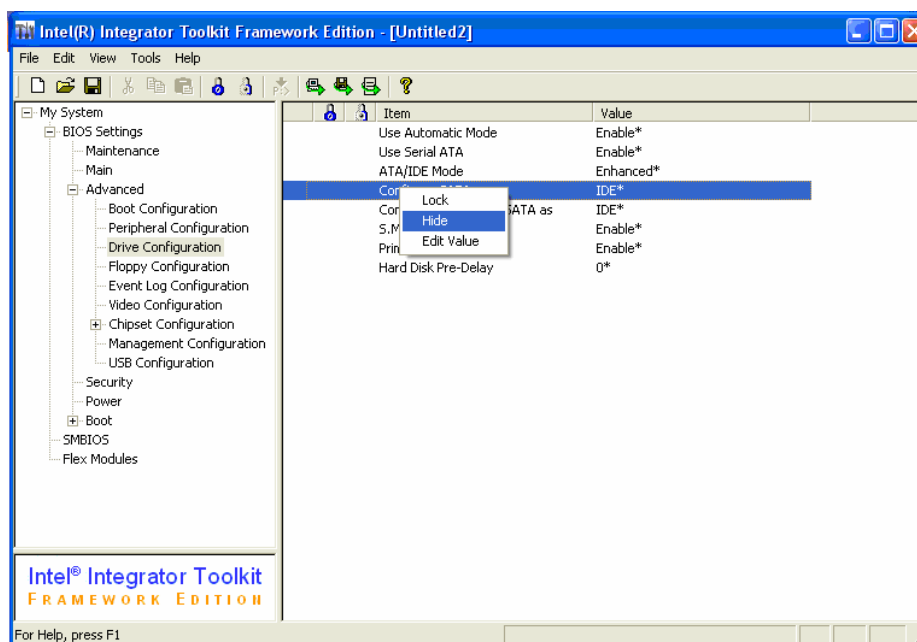 Intel(R) Integrator Toolkit Framework Edition - [Untitled2]
File Edit View Tools Help
Item Value
My System
BIOS Settings
Maintenance
Main
Advanced
Boot Configuration
Peripheral Configuration
Drive Configuration
Floppy Configuration
Event Log Configuration
Video Configuration
Chipset Configuration
Management Configuration
USB Configuration
Security
Power
Boot
SMBIOS
Flex Modules
Use Automatic Mode Enable*
Use Serial ATA Enable*
ATA/IDE Mode Enhanced*
IDE*
SATA as IDE*
S.M Enable*
Prin Enable*
Hard Disk Pre-Delay 0*
Lock
Hide
Edit Value
Intel® Integrator Toolkit
FRAMEWORK EDITION
For Help, press F1